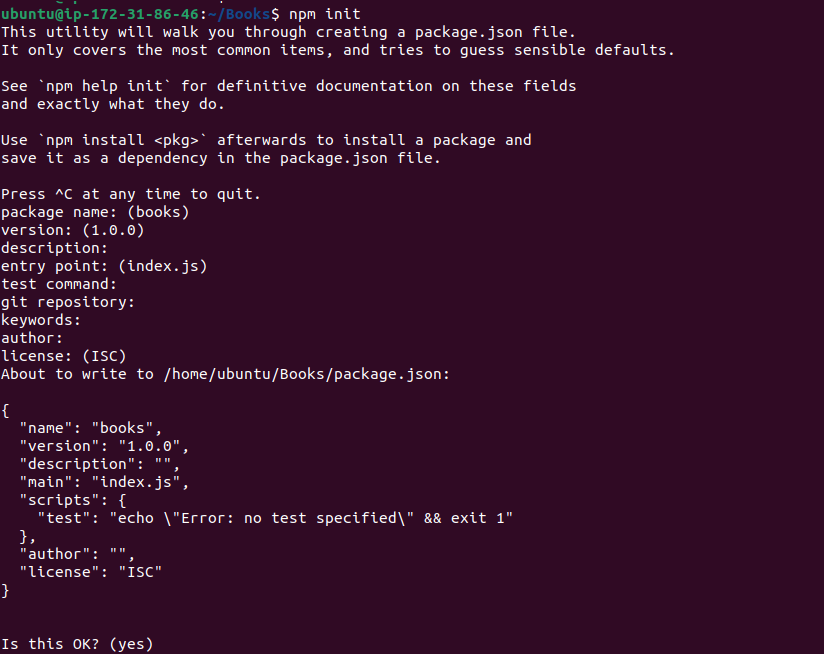 ubuntu@ip-172-31-86-46:~/Books$ npm init
This utility will walk you through creating a package.json file.
It only covers the most common items, and tries to guess sensible defaults.

See `npm help init` for definitive documentation on these fields
and exactly what they do.

Use `npm install <pkg>` afterwards to install a package and
save it as a dependency in the package.json file.

Press ^C at any time to quit.
package name: (books)
version: (1.0.0)
description:
entry point: (index.js)
test command:
git repository:
keywords:
author:
license: (ISC)
About to write to /home/ubuntu/Books/package.json:

{
  "name": "books",
  "version": "1.0.0",
  "description": "",
  "main": "index.js",
  "scripts": {
    "test": "echo \"Error: no test specified\" && exit 1"
  },
  "author": "",
  "license": "ISC"
}


Is this OK? (yes)